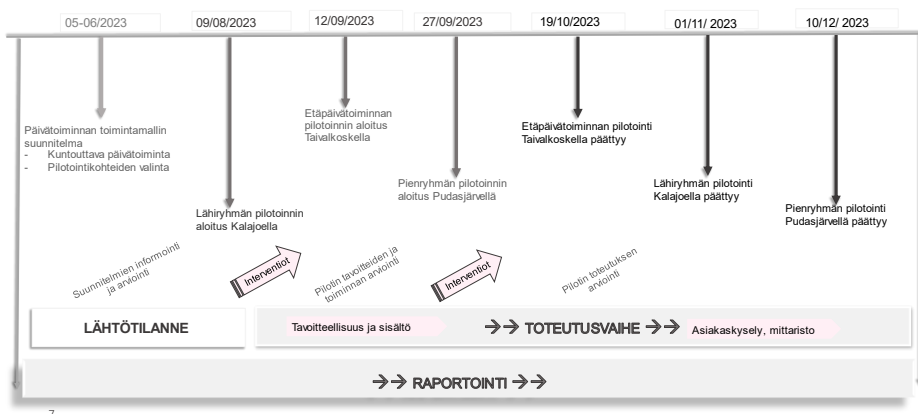 05-06/2023
09/08/2023
12/09/2023
27/09/2023
19/10/2023
01/11/ 2023
10/12/ 2023
Päivätoiminnan toimintamallin
suunnitelma
- Kuntouttava päivätoiminta
- Pilotointikohteiden valinta
Lähiryhmän pilotoinnin
aloitus Kalajoella
Etäpäivätoiminnan
pilotoinnin aloitus
Taivalkoskella
Pienryhmän pilotoinnin
aloitus Pudasjärvellä
Etäpäivätoiminnan pilotointi
Taivalkoskella päättyy
Lähiryhmän pilotointi
Kalajoella päättyy
Pienryhmän pilotointi
Pudasjärvellä päättyy
Suunnitelmien informointi
ja arviointi
Interventiot
Pilotin tavoitteiden ja
toiminnan arviointi
Interventiot
Pilotin toteutuksen
arviointi
LÄHTÖTILANNE
Tavoitteellisuus ja sisältö
→→ TOTEUTUSVAIHE →→
Asiakaskysely, mittaristo
→→ RAPORTOINTI →→
7